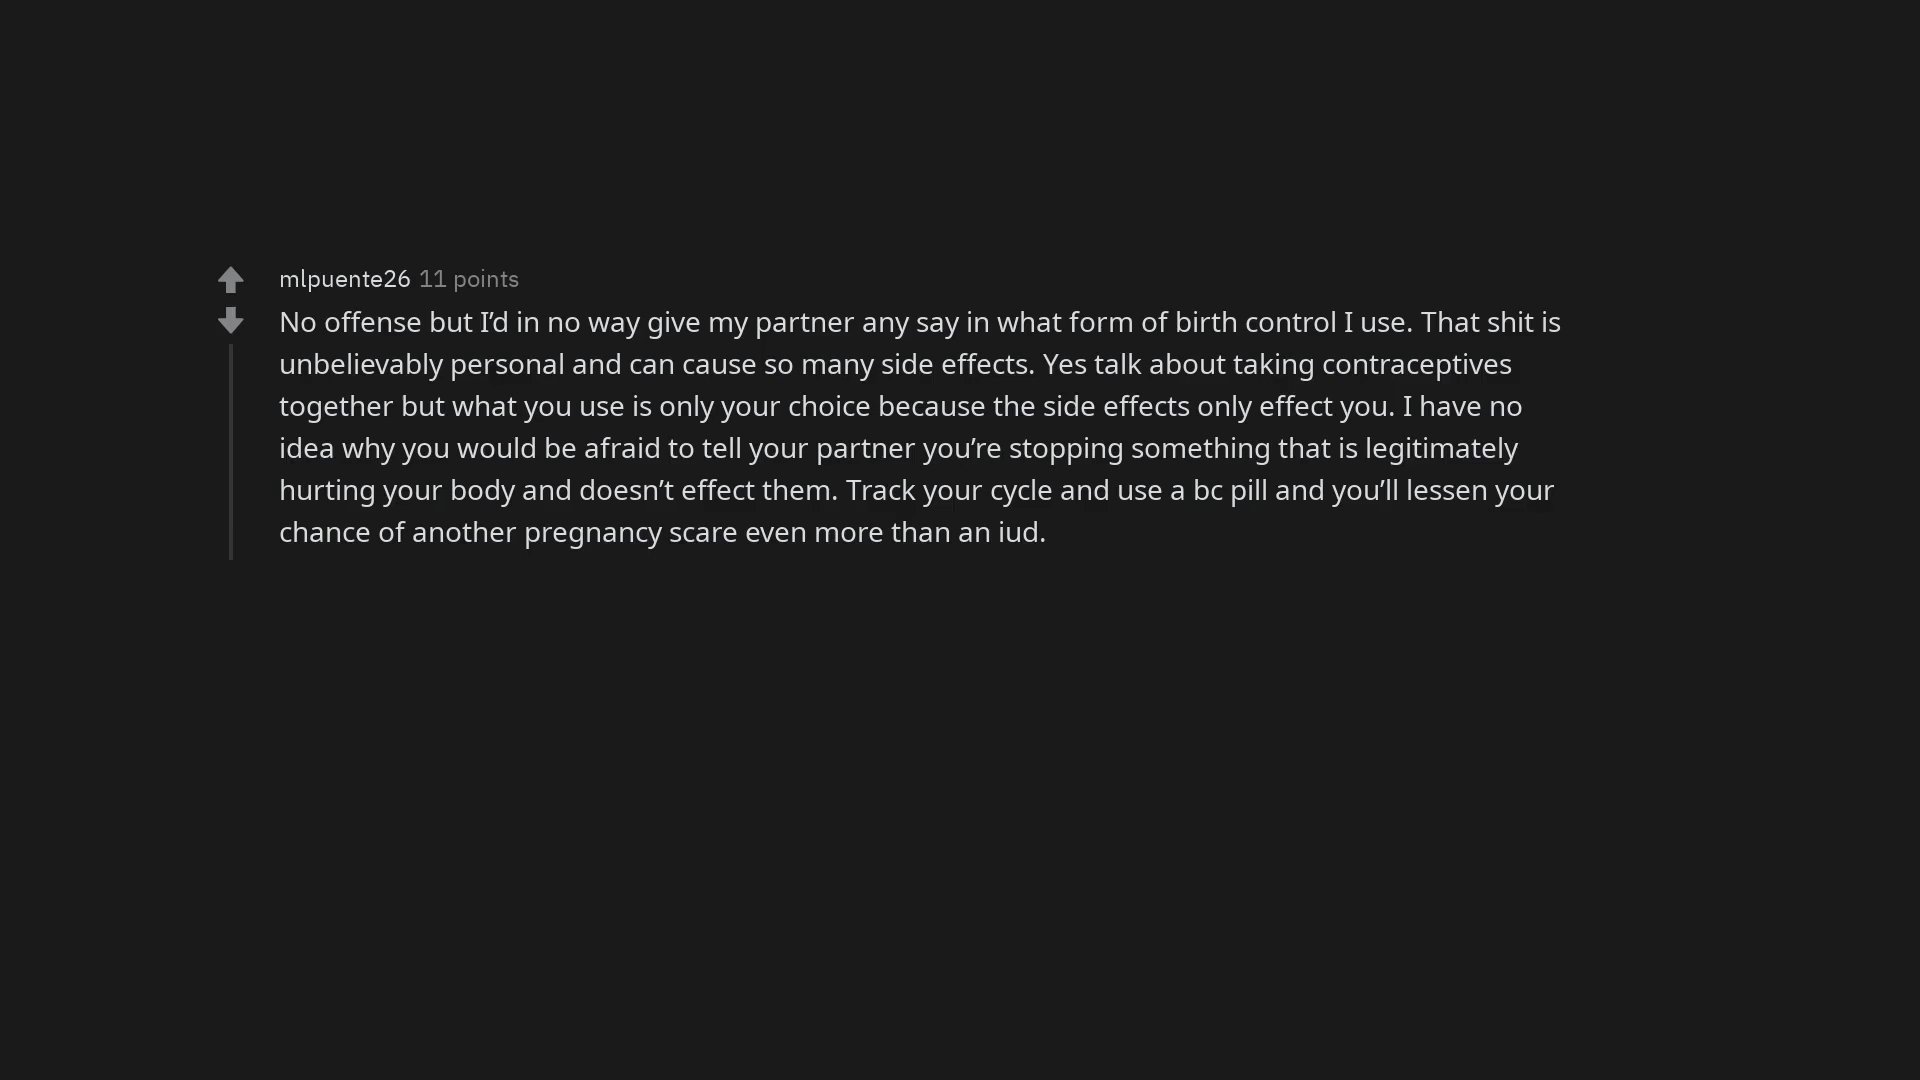 mlpuente26 11 points
No offense but I’d in no way give my partner any say in what form of birth control I use. That shit is
unbelievably personal and can cause so many side effects. Yes talk about taking contraceptives
together but what you use is only your choice because the side effects only effect you. I have no
idea why you would be afraid to tell your partner you’re stopping something that is legitimately
hurting your body and doesn’t effect them. Track your cycle and use a bc pill and you’ll lessen your
chance of another pregnancy scare even more than an iud.